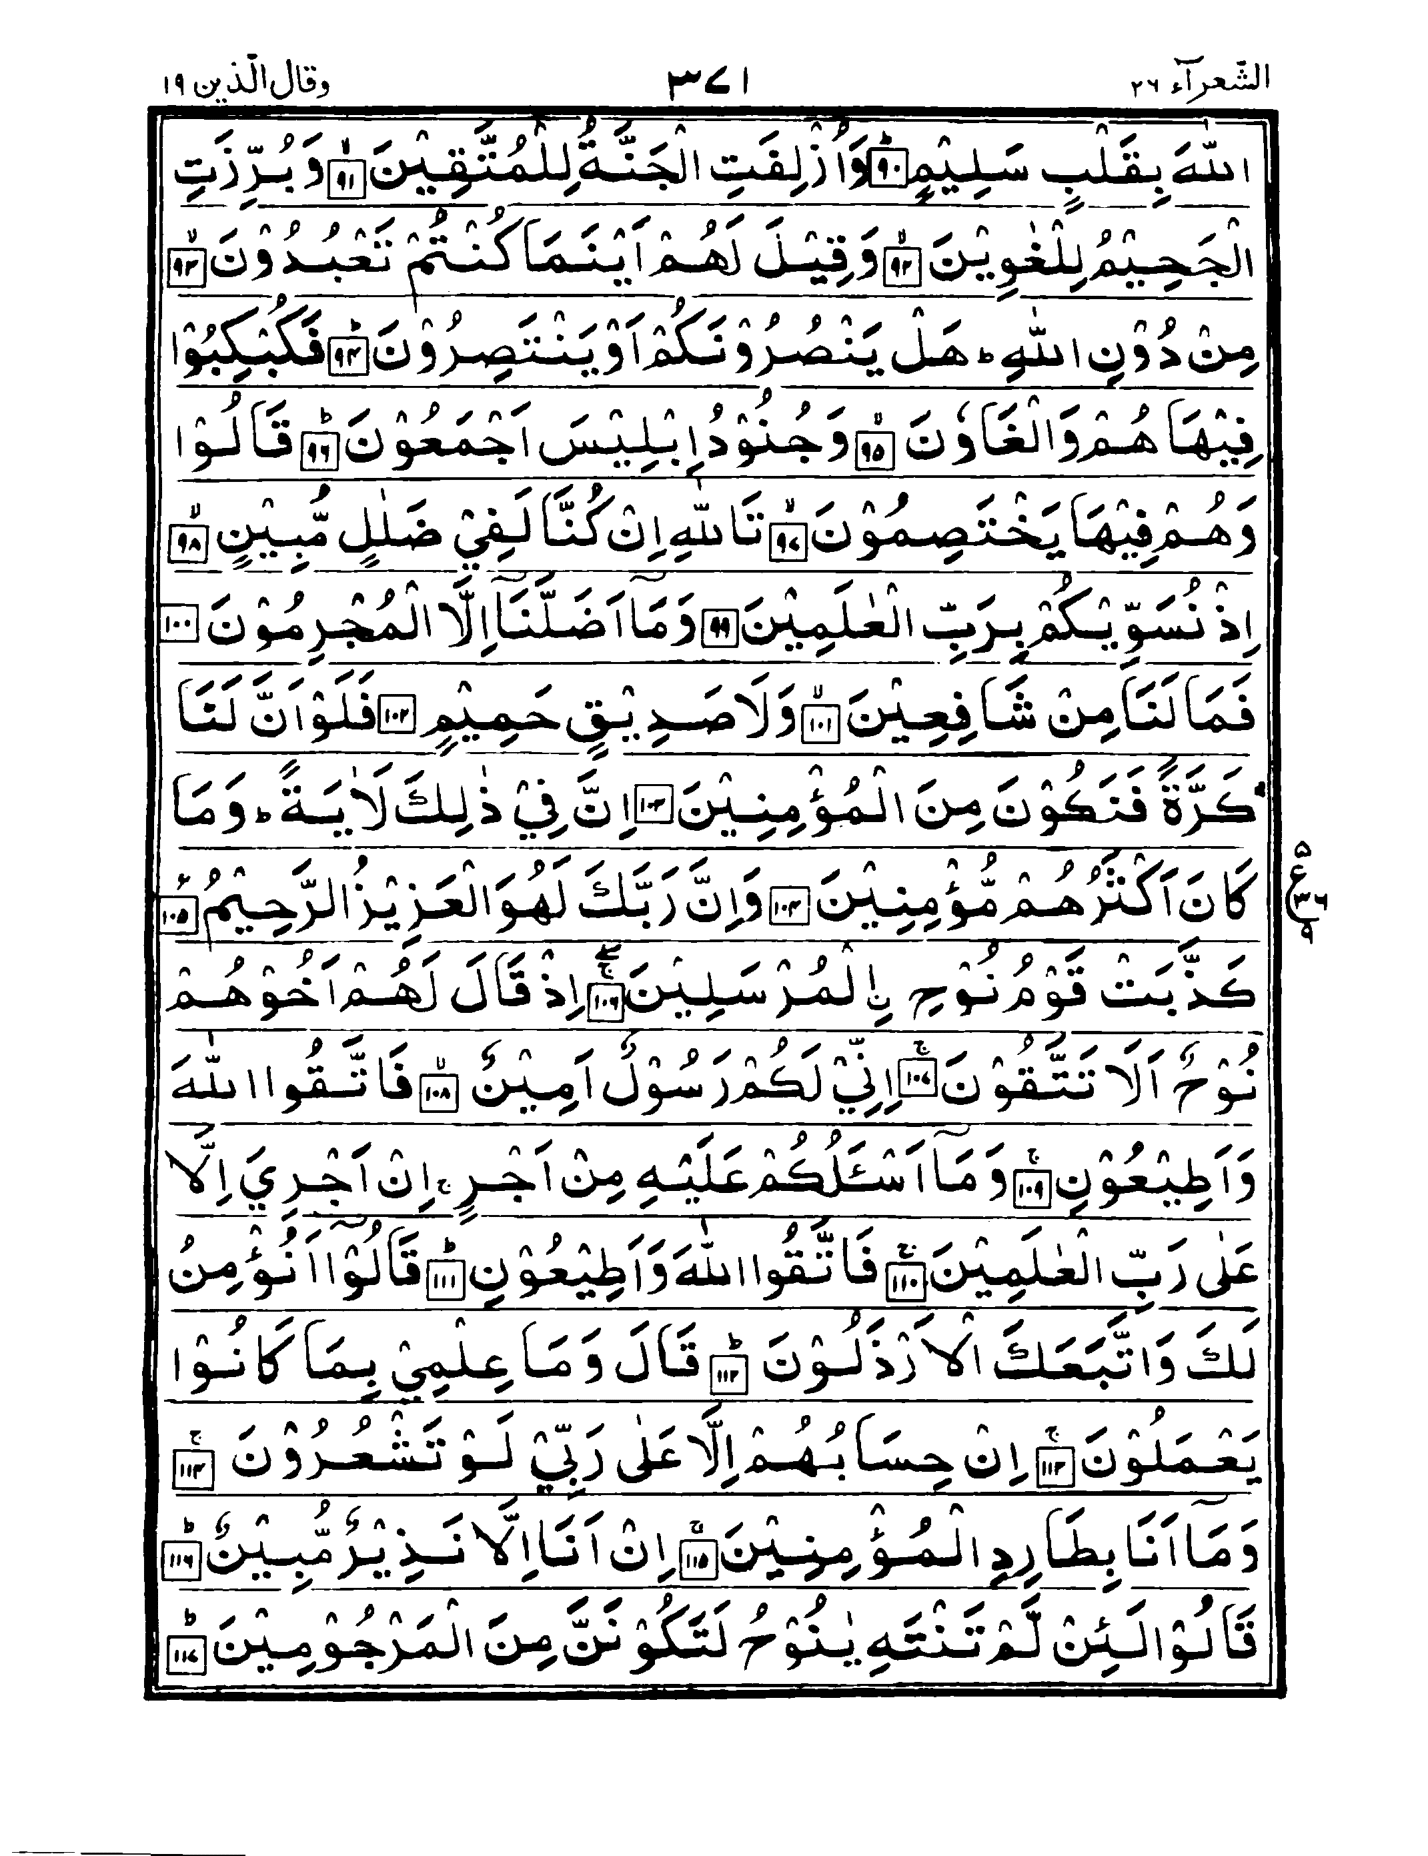 الشّعرآء ٢٦ ٣٧١ وقال الّذين ١٩
اللّٰهَ بِقَلْبٍ سَلِيْمٍ ؕ ٩٠ وَاُزْلِفَتِ الْجَنَّةُ لِلْمُتَّقِيْنَ ۙ ٩١ وَبُرِّزَتِ
الْجَحِيْمُ لِلْغٰوِيْنَ ۙ ٩٢ وَقِيْلَ لَهُمْ اَيْنَمَا كُنْتُمْ تَعْبُدُوْنَ ۙ ٩٣
مِنْ دُوْنِ اللّٰهِ ؕ هَلْ يَنْصُرُوْنَكُمْ اَوْ يَنْتَصِرُوْنَ ؕ ٩٤ فَكُبْكِبُوْا
فِيْهَا هُمْ وَالْغَاوٗنَ ۙ ٩٥ وَجُنُوْدُ اِبْلِيْسَ اَجْمَعُوْنَ ؕ ٩٦ قَالُوْا
وَهُمْ فِيْهَا يَخْتَصِمُوْنَ ۙ ٩٧ تَاللّٰهِ اِنْ كُنَّا لَفِيْ ضَلٰلٍ مُّبِيْنٍ ۙ ٩٨
اِذْ نُسَوِّيْكُمْ بِرَبِّ الْعٰلَمِيْنَ ٩٩ وَمَاۤ اَضَلَّنَاۤ اِلَّا الْمُجْرِمُوْنَ ١٠٠
فَمَا لَنَا مِنْ شَافِعِيْنَ ۙ ١٠١ وَلَا صَدِيْقٍ حَمِيْمٍ ١٠٢ فَلَوْ اَنَّ لَنَا
كَرَّةً فَنَكُوْنَ مِنَ الْمُؤْمِنِيْنَ ١٠٣ اِنَّ فِيْ ذٰلِكَ لَاٰيَةً ؕ وَمَا
كَانَ اَكْثَرُهُمْ مُّؤْمِنِيْنَ ١٠٤ وَاِنَّ رَبَّكَ لَهُوَ الْعَزِيْزُ الرَّحِيْمُ ١٠٥
٥ ع ٣٦ ٩
كَذَّبَتْ قَوْمُ نُوْحِ ࣙالْمُرْسَلِيْنَ ۚ ١٠٦ اِذْ قَالَ لَهُمْ اَخُوْهُمْ
نُوْحٌ اَلَا تَتَّقُوْنَ ۚ ١٠٧ اِنِّيْ لَكُمْ رَسُوْلٌ اَمِيْنٌ ۙ ١٠٨ فَاتَّقُوا اللّٰهَ
وَاَطِيْعُوْنِ ۚ ١٠٩ وَمَاۤ اَسْـَٔلُكُمْ عَلَيْهِ مِنْ اَجْرٍ ۚ اِنْ اَجْرِيَ اِلَّا
عَلٰى رَبِّ الْعٰلَمِيْنَ ۚ ١١٠ فَاتَّقُوا اللّٰهَ وَاَطِيْعُوْنِ ؕ ١١١ قَالُوْۤا اَنُؤْمِنُ
لَكَ وَاتَّبَعَكَ الْاَرْذَلُوْنَ ؕ ١١٢ قَالَ وَمَا عِلْمِيْ بِمَا كَانُوْا
يَعْمَلُوْنَ ۚ ١١٣ اِنْ حِسَابُهُمْ اِلَّا عَلٰى رَبِّيْ لَوْ تَشْعُرُوْنَ ۚ ١١٤
وَمَاۤ اَنَا بِطَارِدِ الْمُؤْمِنِيْنَ ۚ ١١٥ اِنْ اَنَا اِلَّا نَذِيْرٌ مُّبِيْنٌ ؕ ١١٦
قَالُوْا لَئِنْ لَّمْ تَنْتَهِ يٰنُوْحُ لَتَكُوْنَنَّ مِنَ الْمَرْجُوْمِيْنَ ؕ ١١٧